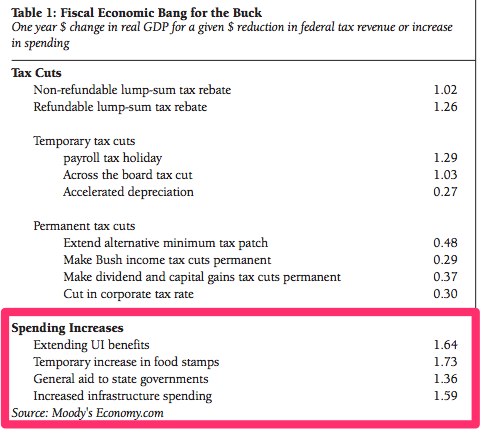 Table 1: Fiscal Economic Bang for the Buck
One year $ change in real GDP for a given $ reduction in federal tax revenue or increase
in spending
Tax Cuts
Non-refundable lump-sum tax rebate 1.02
Refundable lump-sum tax rebate 1.26
Temporary tax cuts
payroll tax holiday 1.29
Across the board tax cut 1.03
Accelerated depreciation 0.27
Permanent tax cuts
Extend alternative minimum tax patch 0.48
Make Bush income tax cuts permanent 0.29
Make dividend and capital gains tax cuts permanent 0.37
Cut in corporate tax rate 0.30
Spending Increases
Extending UI benefits 1.64
Temporary increase in food stamps 1.73
General aid to state governments 1.36
Increased infrastructure spending 1.59
Source: Moody's Economy.com